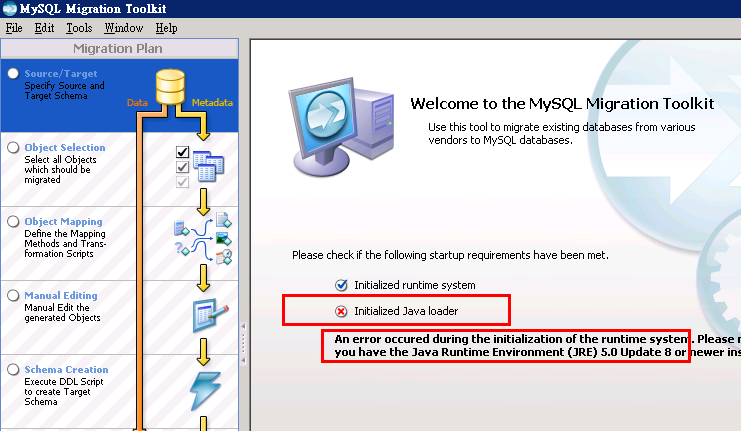 MySQL Migration Toolkit
File Edit Tools Window Help
Migration Plan
Source/Target
Specify Source and
Target Schema
Data Metadata
Object Selection
Select all Objects
which should be
migrated
Object Mapping
Define the Mapping
Methods and Trans-
formation Scripts
Manual Editing
Manual Edit the
generated Objects
Schema Creation
Execute DDL Script
to create Target
Schema
Welcome to the MySQL Migration Toolkit
Use this tool to migrate existing databases from various
vendors to MySQL databases.
Please check if the following startup requirements have been met.
Initialized runtime system
Initialized Java loader
An error occured during the initialization of the runtime system. Please
you have the Java Runtime Environment (JRE) 5.0 Update 8 or newer